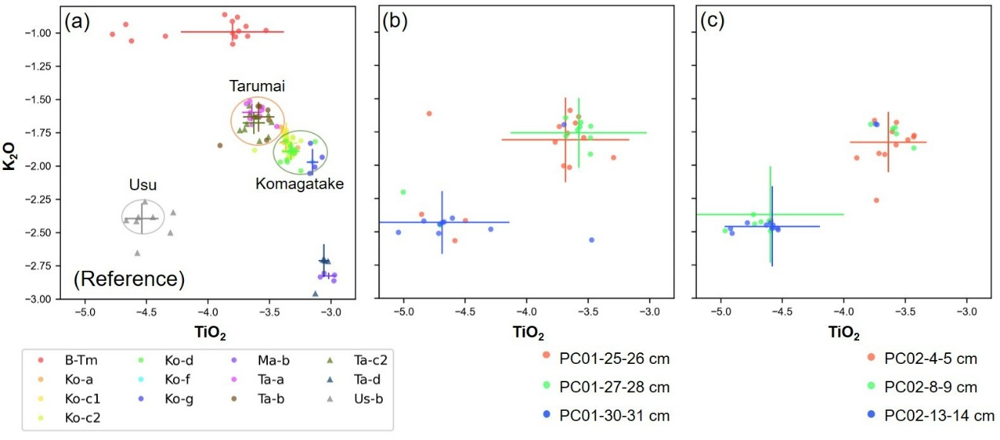 (a)
−1.00
−1.25
−1.50
−1.75
−2.00
−2.25
−2.50
−2.75
−3.00
K₂O
Tarumai
Komagatake
Usu
(Reference)
−5.0 −4.5 −4.0 −3.5 −3.0
TiO₂
(b)
−5.0 −4.5 −4.0 −3.5 −3.0
TiO₂
(c)
−5.0 −4.5 −4.0 −3.5 −3.0
TiO₂
B-Tm Ko-d Ma-b Ta-c2
Ko-a Ko-f Ta-a Ta-d
Ko-c1 Ko-g Ta-b Us-b
Ko-c2
PC01-25-26 cm
PC01-27-28 cm
PC01-30-31 cm
PC02-4-5 cm
PC02-8-9 cm
PC02-13-14 cm